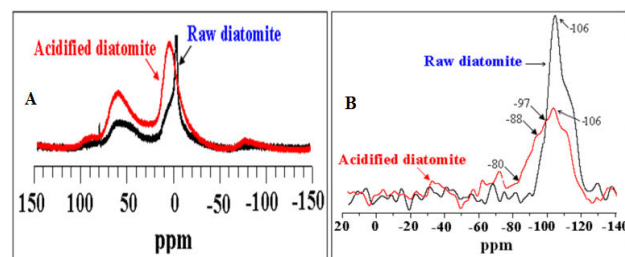 Acidified diatomite
Raw diatomite
A
150 100 50 0 -50 -100 -150
ppm
B
-106
Raw diatomite
-97
-88
-106
-80
Acidified diatomite
20 0 -20 -40 -60 -80 -100 -120 -140
ppm